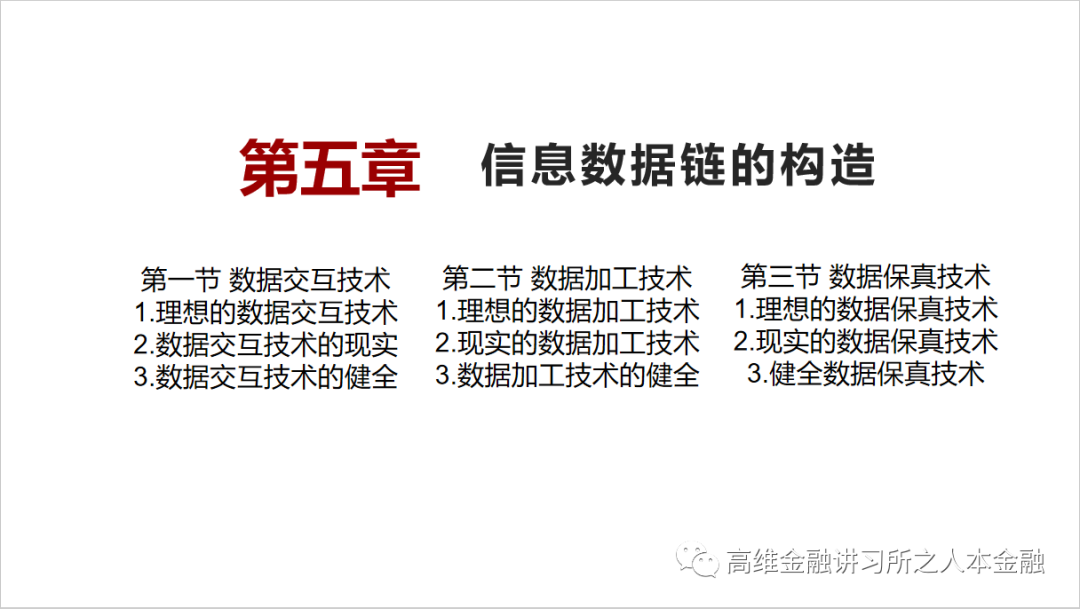 第五章 信息数据链的构造
第一节 数据交互技术
1.理想的数据交互技术
2.数据交互技术的现实
3.数据交互技术的健全
第二节 数据加工技术
1.理想的数据加工技术
2.现实的数据加工技术
3.数据加工技术的健全
第三节 数据保真技术
1.理想的数据保真技术
2.现实的数据保真技术
3.健全数据保真技术
高维金融讲习所之人本金融